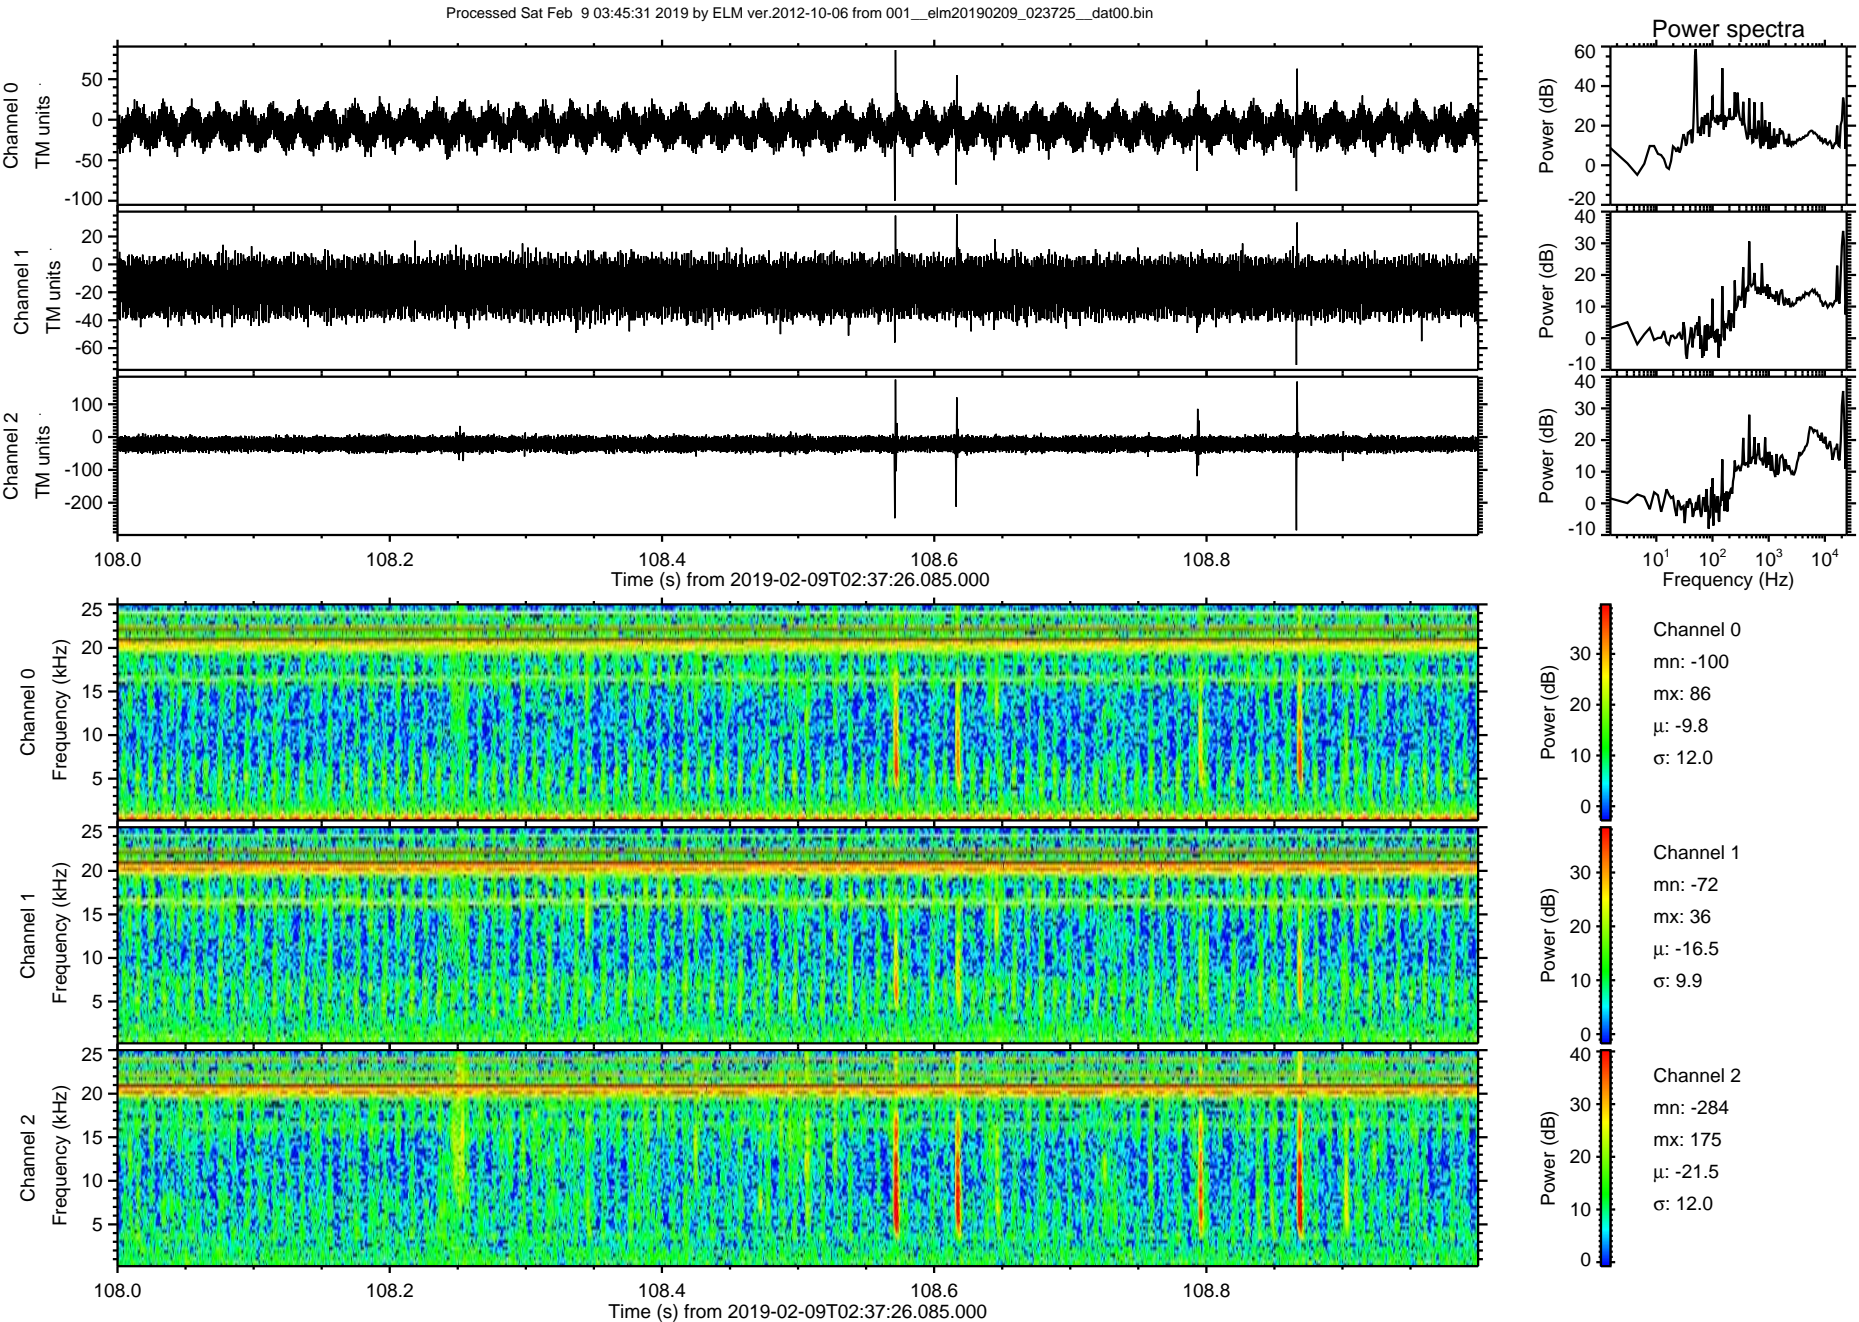 Processed Sat Feb  9 03:45:31 2019 by ELM ver.2012-10-06 from 001__elm20190209_023725__dat00.bin
Power spectra
Channel 0
TM units
50
0
-50
-100
Power (dB)
60
40
20
0
-20
Channel 1
TM units
20
0
-20
-40
-60
Power (dB)
40
30
20
10
0
-10
Channel 2
TM units
100
0
-100
-200
Power (dB)
40
30
20
10
0
-10
108.0 108.2 108.4 108.6 108.8
Time (s) from 2019-02-09T02:37:26.085.000
10¹ 10² 10³ 10⁴
Frequency (Hz)
Channel 0
Frequency (kHz)
25
20
15
10
5
Power (dB)
30
20
10
0
Channel 0
mn: -100
mx: 86
μ: -9.8
σ: 12.0
Channel 1
Frequency (kHz)
25
20
15
10
5
Power (dB)
30
20
10
0
Channel 1
mn: -72
mx: 36
μ: -16.5
σ: 9.9
Channel 2
Frequency (kHz)
25
20
15
10
5
Power (dB)
40
30
20
10
0
Channel 2
mn: -284
mx: 175
μ: -21.5
σ: 12.0
108.0 108.2 108.4 108.6 108.8
Time (s) from 2019-02-09T02:37:26.085.000